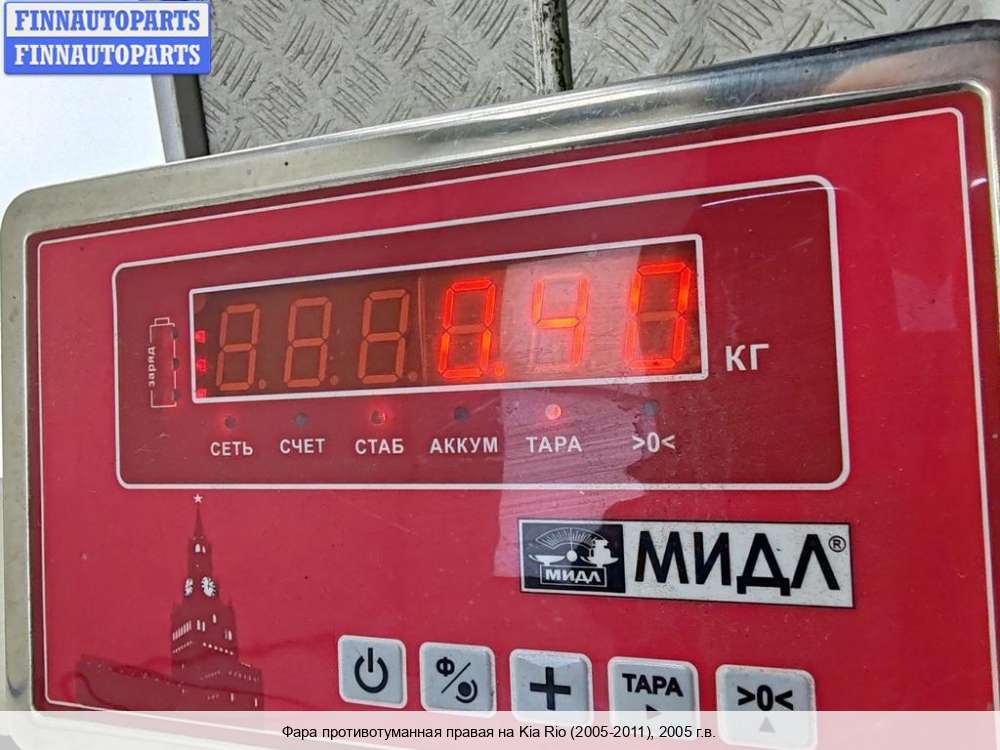 FINNAUTOPARTS
FINNAUTOPARTS
0.40
КГ
заряд
СЕТЬ СЧЕТ СТАБ АККУМ ТАРА >0<
МИДЛ МИДЛ®
Ф ТАРА >0<
Фара противотуманная правая на Kia Rio (2005-2011), 2005 г.в.